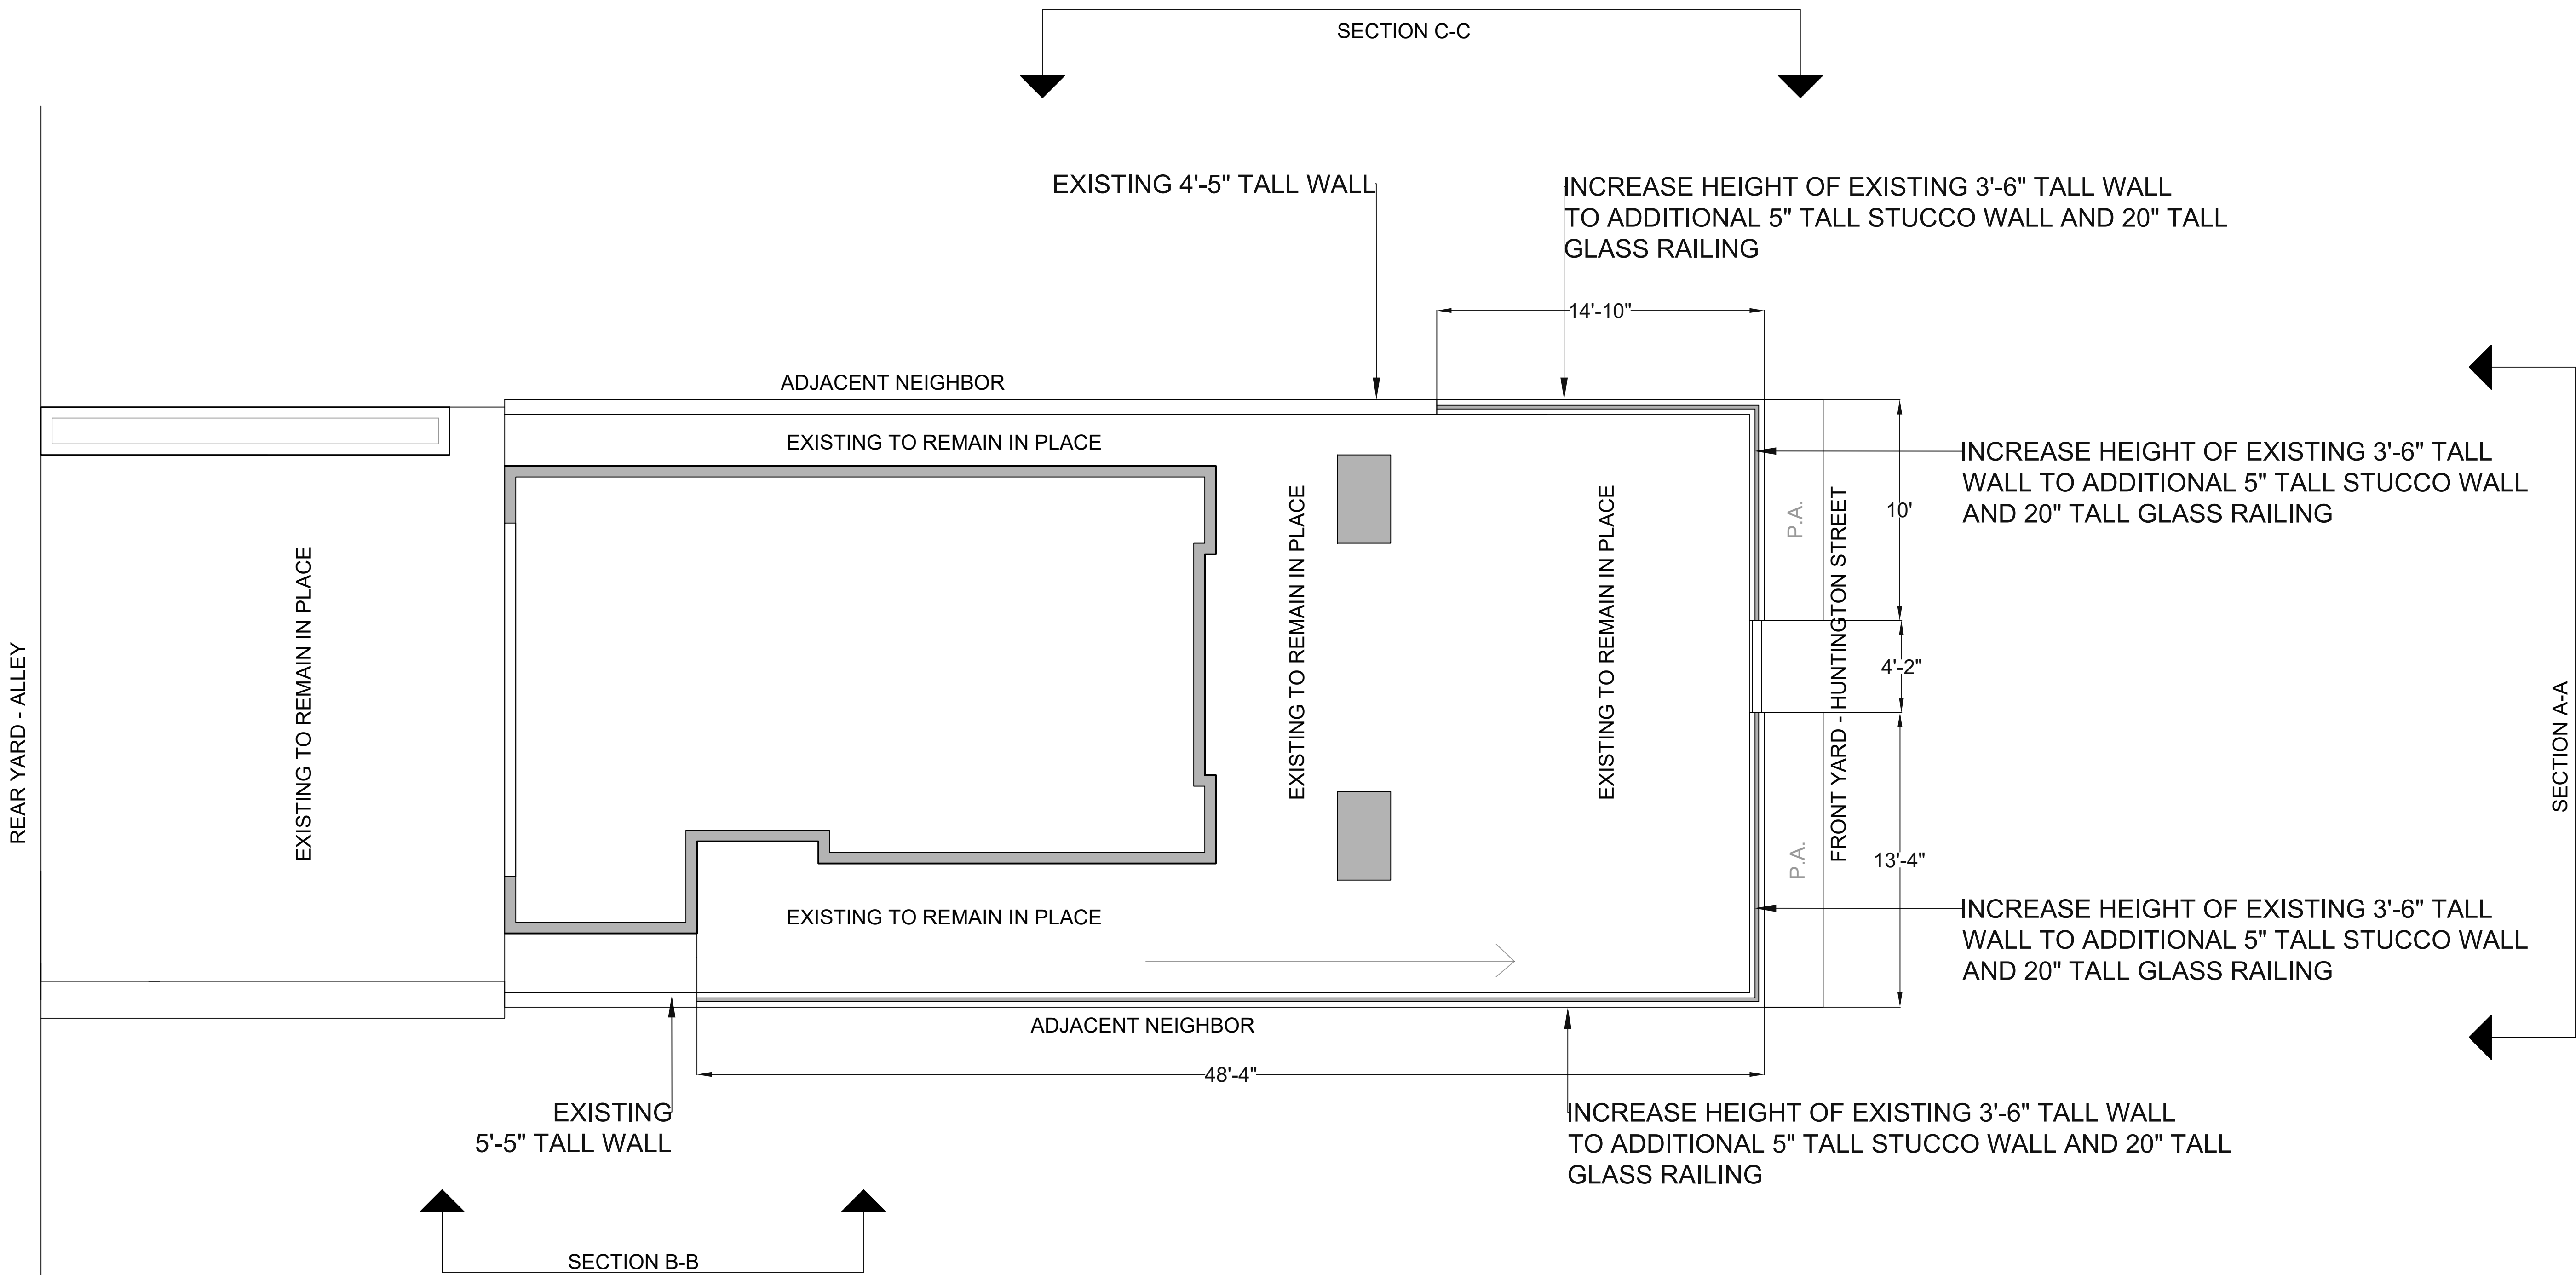 SECTION C-C
EXISTING 4'-5" TALL WALL
INCREASE HEIGHT OF EXISTING 3'-6" TALL WALL
TO ADDITIONAL 5" TALL STUCCO WALL AND 20" TALL
GLASS RAILING
14'-10"
ADJACENT NEIGHBOR
EXISTING TO REMAIN IN PLACE
INCREASE HEIGHT OF EXISTING 3'-6" TALL
WALL TO ADDITIONAL 5" TALL STUCCO WALL
AND 20" TALL GLASS RAILING
REAR YARD - ALLEY
EXISTING TO REMAIN IN PLACE
EXISTING TO REMAIN IN PLACE
EXISTING TO REMAIN IN PLACE
P.A.
FRONT YARD - HUNTINGTON STREET
10'
4'-2"
SECTION A-A
P.A.
13'-4"
EXISTING TO REMAIN IN PLACE
INCREASE HEIGHT OF EXISTING 3'-6" TALL
WALL TO ADDITIONAL 5" TALL STUCCO WALL
AND 20" TALL GLASS RAILING
ADJACENT NEIGHBOR
48'-4"
EXISTING
5'-5" TALL WALL
INCREASE HEIGHT OF EXISTING 3'-6" TALL WALL
TO ADDITIONAL 5" TALL STUCCO WALL AND 20" TALL
GLASS RAILING
SECTION B-B